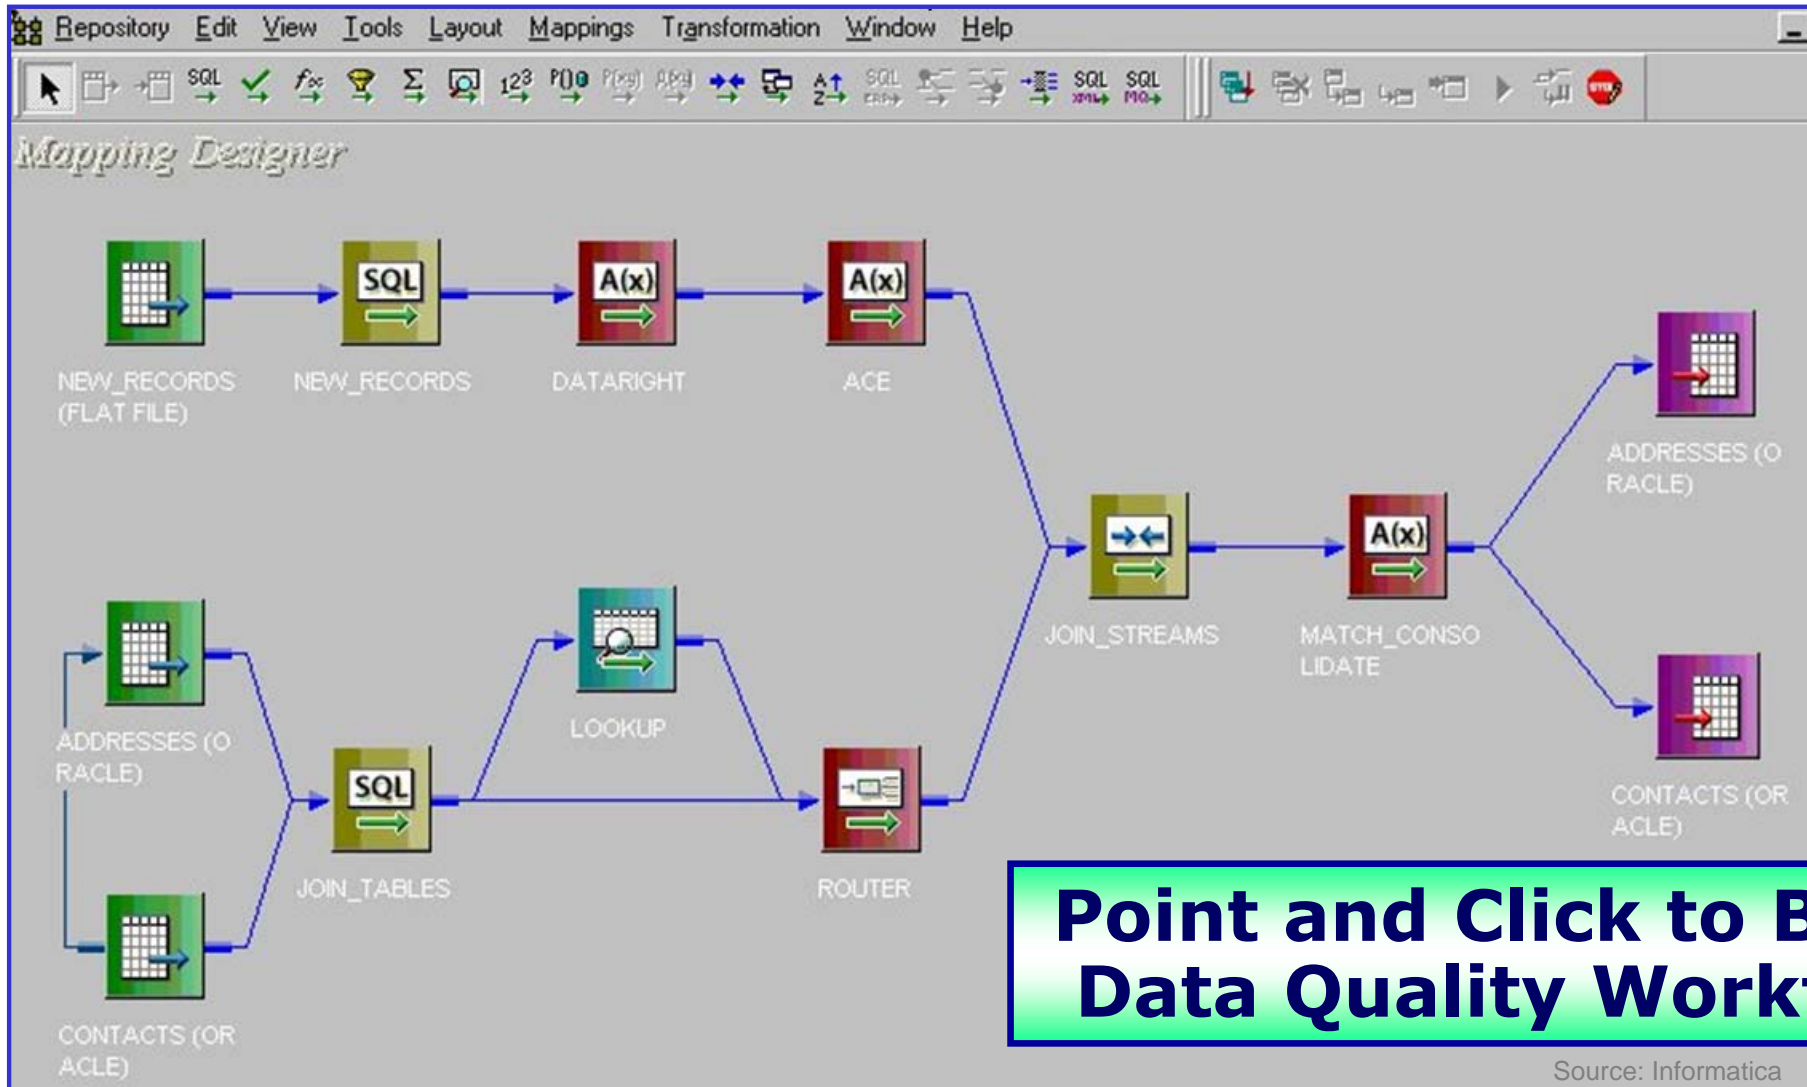 Repository Edit View Tools Layout Mappings Transformation Window Help
SQL
SQL
SQL
Mapping Designer
SQL
A(x)
A(x)
NEW_RECORDS
(FLAT FILE)
NEW_RECORDS
DATARIGHT
ACE
ADDRESSES (O
RACLE)
A(x)
JOIN_STREAMS
MATCH_CONSO
LIDATE
ADDRESSES (O
RACLE)
LOOKUP
SQL
CONTACTS (OR
ACLE)
JOIN_TABLES
ROUTER
Point and Click to
Data Quality
CONTACTS (OR
ACLE)
Source: Informatica